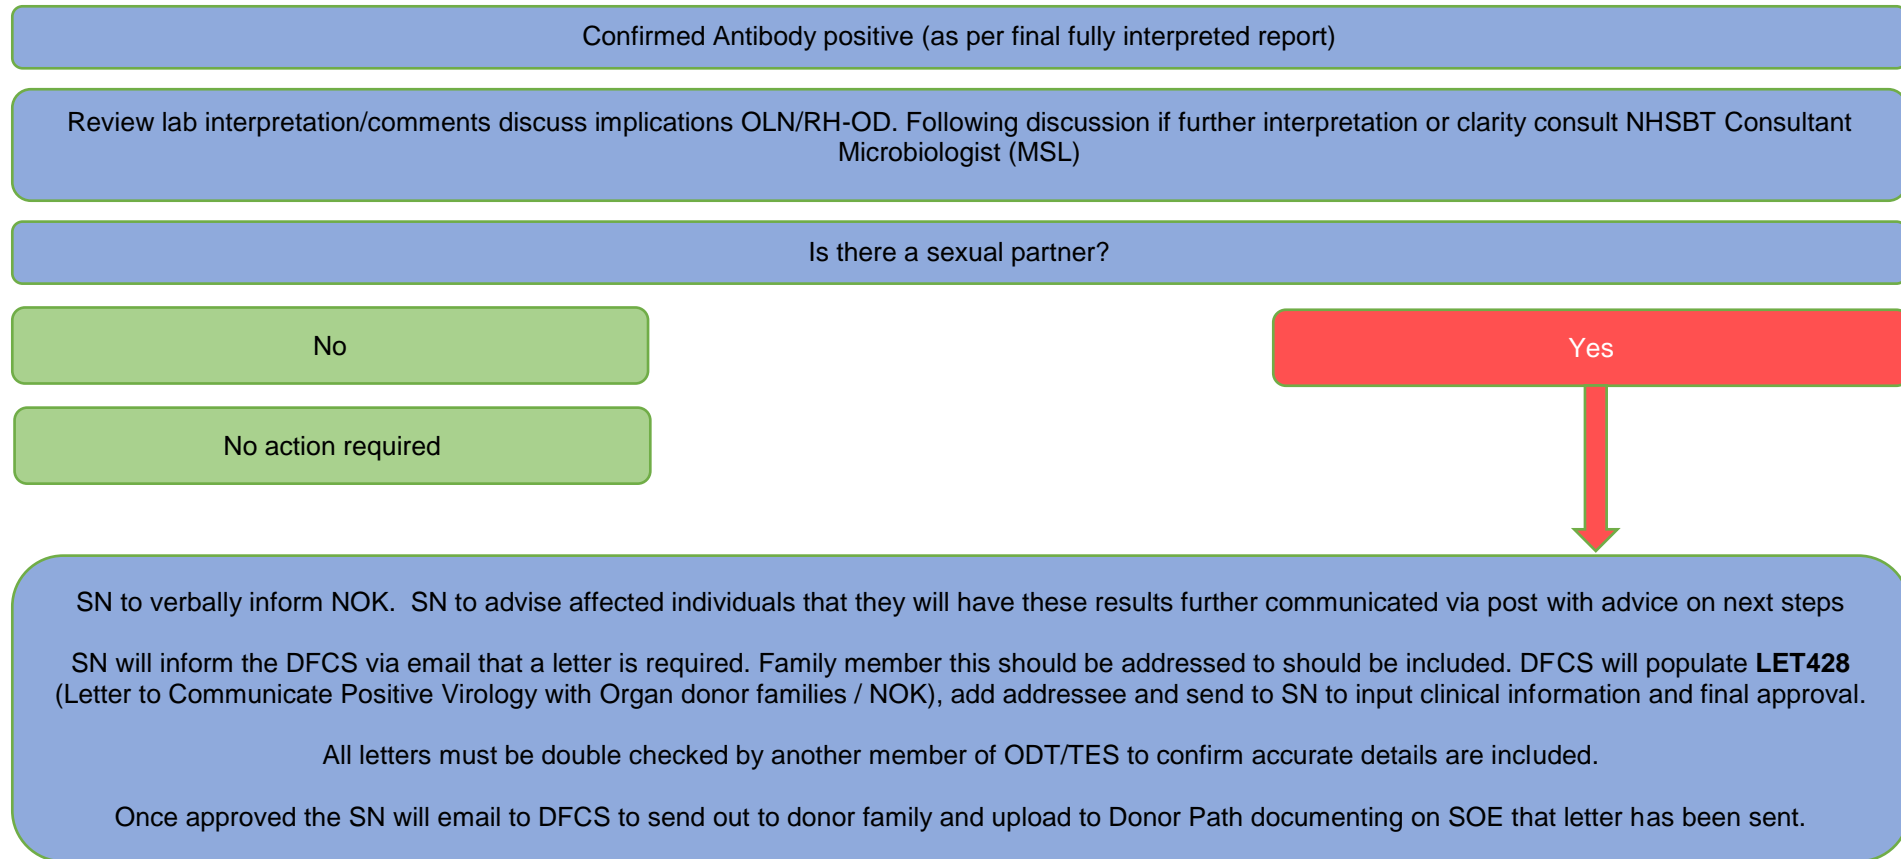 Confirmed Antibody positive (as per final fully interpreted report)
Review lab interpretation/comments discuss implications OLN/RH-OD. Following discussion if further interpretation or clarity consult NHSBT Consultant
Microbiologist (MSL)
Is there a sexual partner?
No
Yes
No action required
SN to verbally inform NOK.  SN to advise affected individuals that they will have these results further communicated via post with advice on next steps
SN will inform the DFCS via email that a letter is required. Family member this should be addressed to should be included. DFCS will populate LET428
(Letter to Communicate Positive Virology with Organ donor families / NOK), add addressee and send to SN to input clinical information and final approval.
All letters must be double checked by another member of ODT/TES to confirm accurate details are included.
Once approved the SN will email to DFCS to send out to donor family and upload to Donor Path documenting on SOE that letter has been sent.